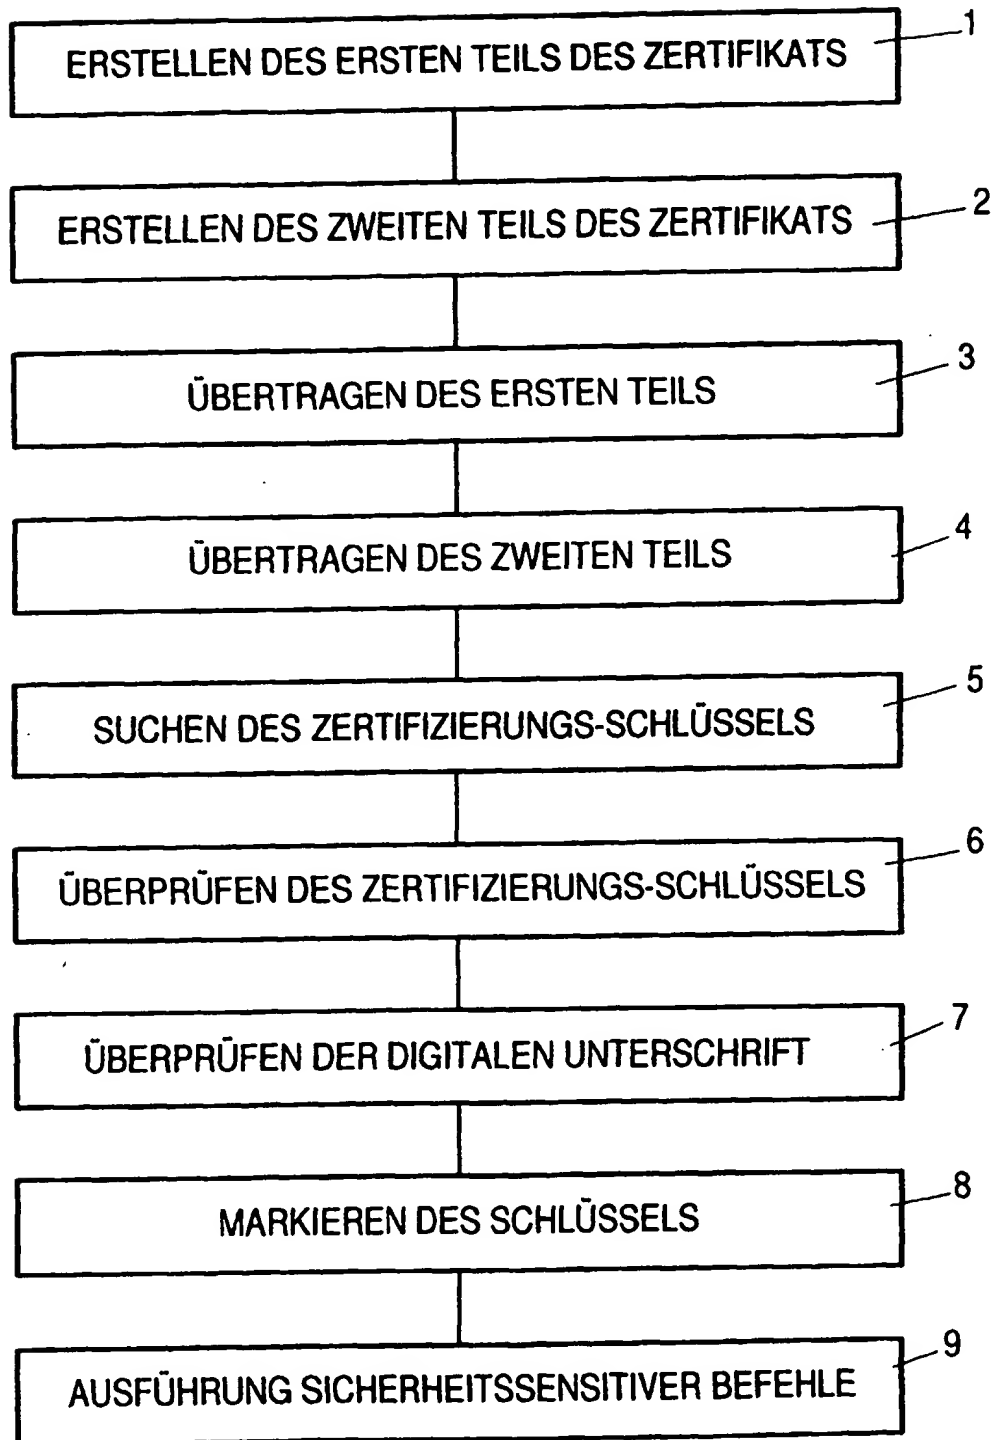 ERSTELLEN DES ERSTEN TEILS DES ZERTIFIKATS 1
ERSTELLEN DES ZWEITEN TEILS DES ZERTIFIKATS 2
ÜBERTRAGEN DES ERSTEN TEILS 3
ÜBERTRAGEN DES ZWEITEN TEILS 4
SUCHEN DES ZERTIFIZIERUNGS-SCHLÜSSELS 5
ÜBERPRÜFEN DES ZERTIFIZIERUNGS-SCHLÜSSELS 6
ÜBERPRÜFEN DER DIGITALEN UNTERSCHRIFT 7
MARKIEREN DES SCHLÜSSELS 8
AUSFÜHRUNG SICHERHEITSSENSITIVER BEFEHLE 9